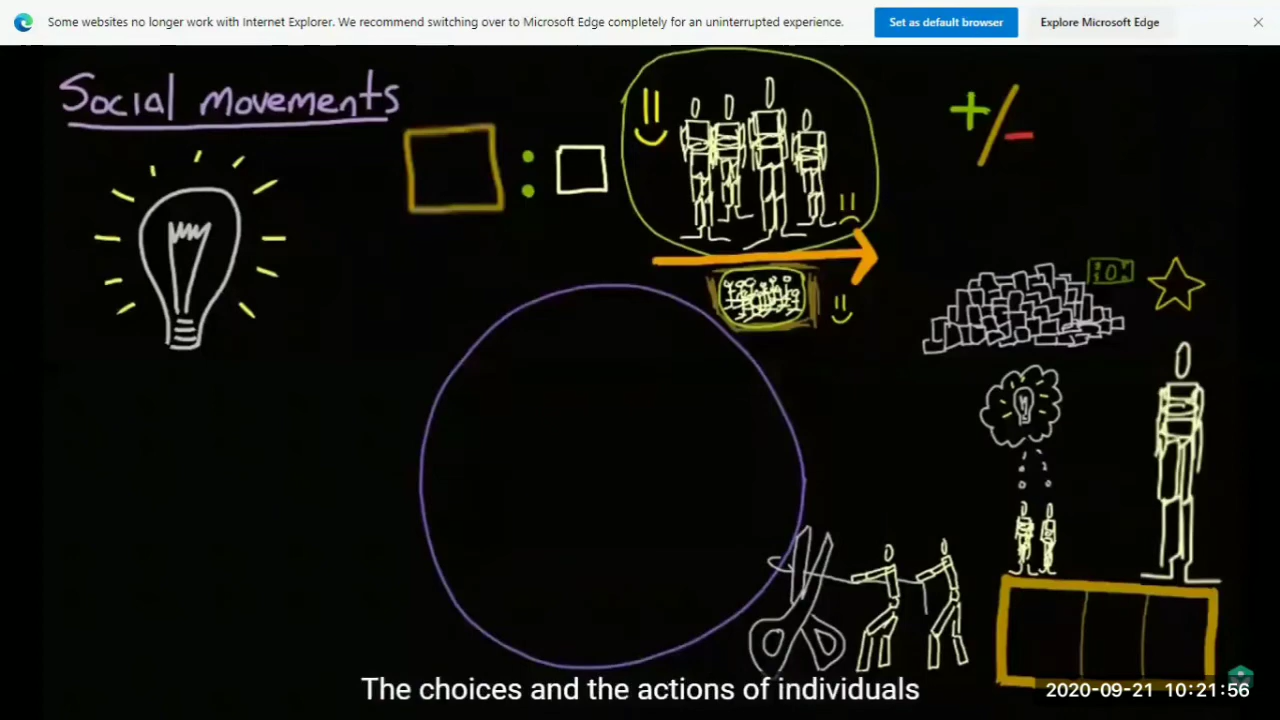 Some websites no longer work with Internet Explorer. We recommend switching over to Microsoft Edge completely for an uninterrupted experience.
Set as default browser
Explore Microsoft Edge
Social movements
+/-
The choices and the actions of individuals
2020-09-21 10:21:56